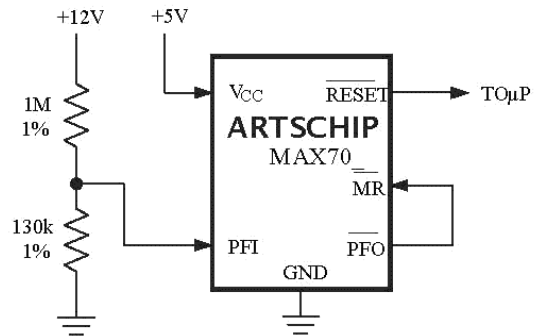 +12V
+5V
1M
1%
130k
1%
VCC
RESET
TOµP
ARTSCHIP
MAX70_
MR
PFI
PFO
GND